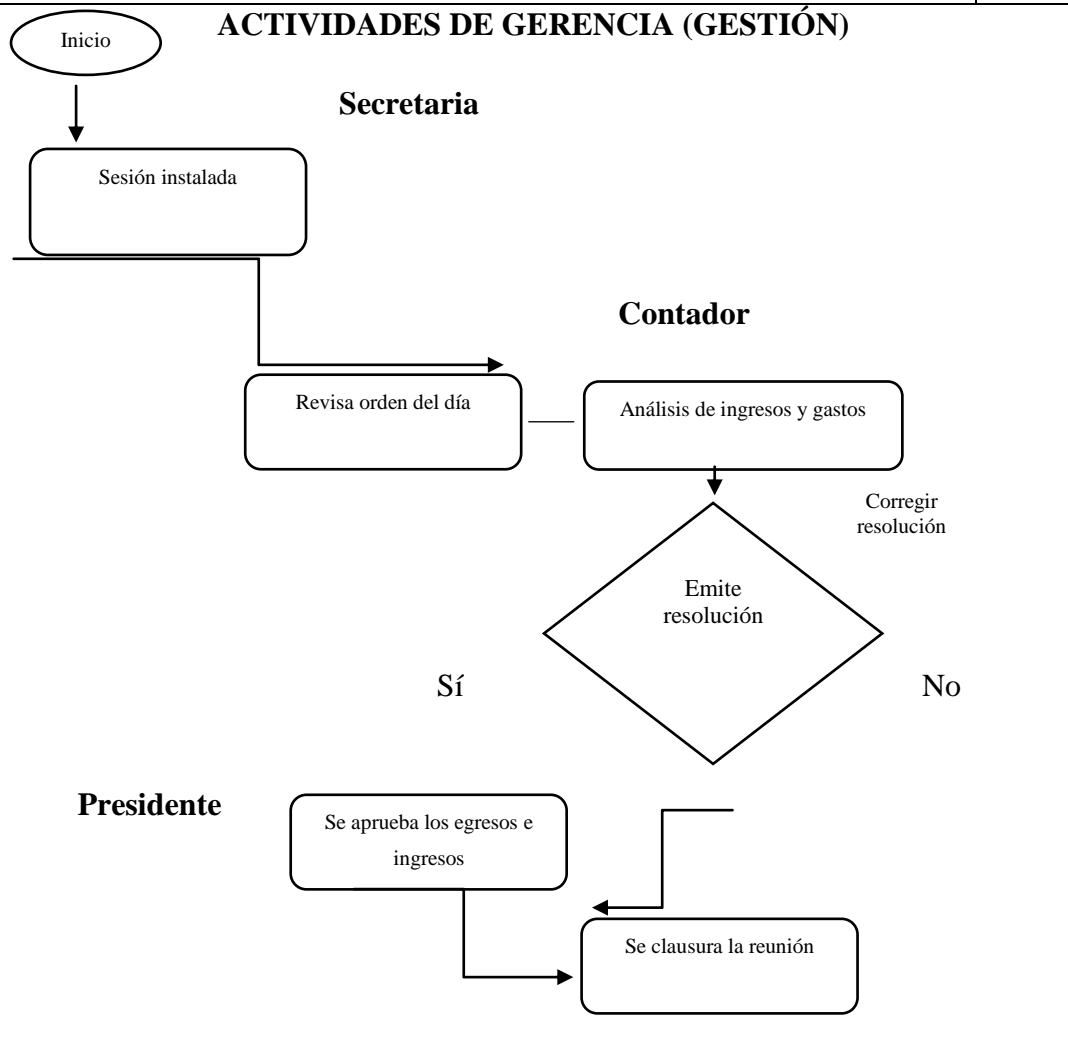 ACTIVIDADES DE GERENCIA (GESTIÓN)
Inicio
Secretaria
Sesión instalada
Contador
Revisa orden del día
Análisis de ingresos y gastos
Corregir
resolución
Emite
resolución
Sí
No
Presidente
Se aprueba los egresos e
ingresos
Se clausura la reunión